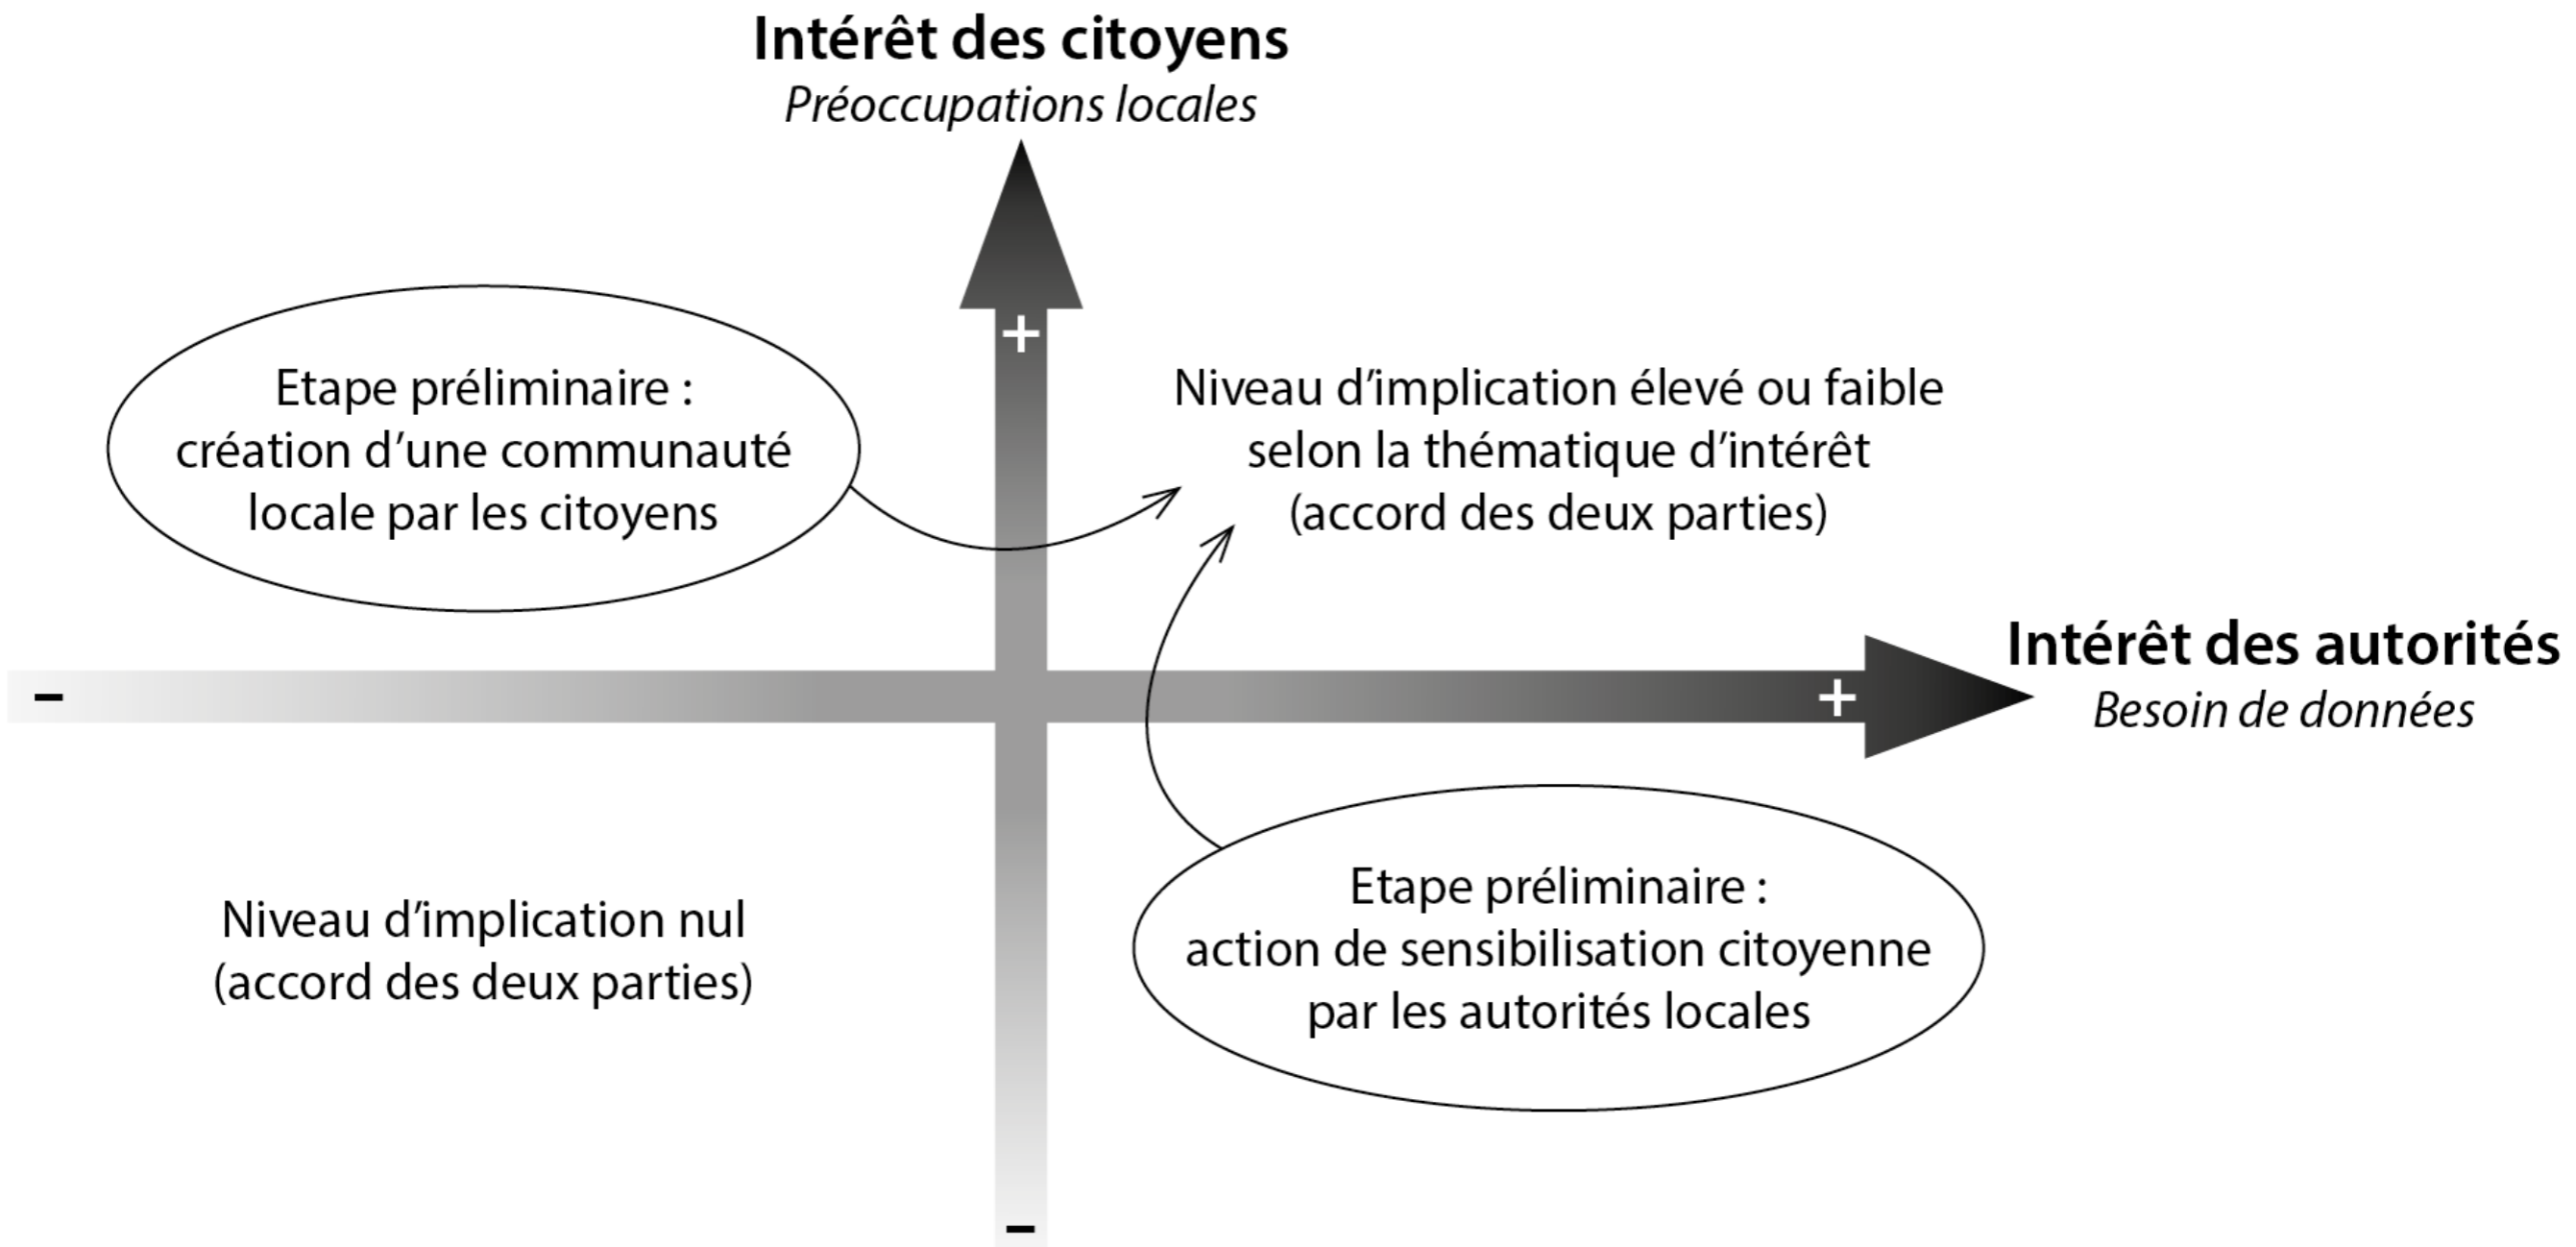 Intérêt des citoyens
Préoccupations locales
+
Etape préliminaire :
création d’une communauté
locale par les citoyens
Niveau d’implication élevé ou faible
selon la thématique d’intérêt
(accord des deux parties)
Intérêt des autorités
Besoin de données
–
+
Niveau d’implication nul
(accord des deux parties)
Etape préliminaire :
action de sensibilisation citoyenne
par les autorités locales
–